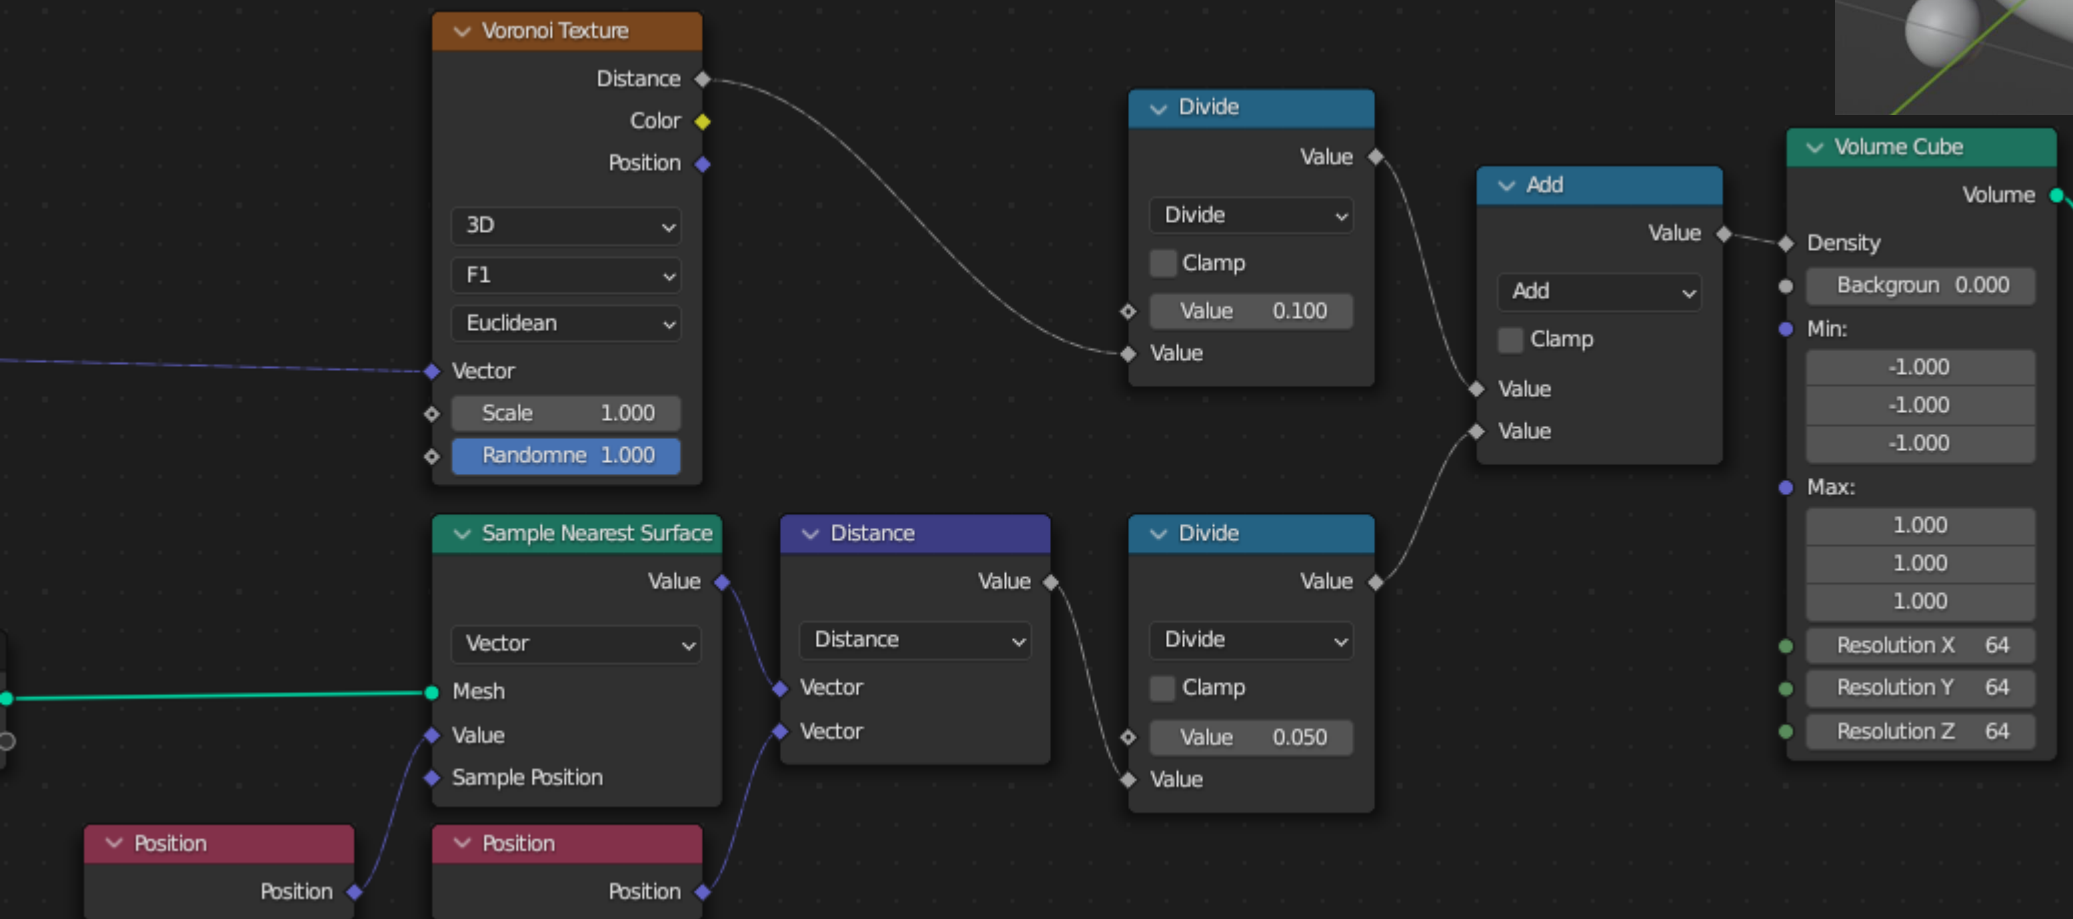 Voronoi Texture
Distance
Color
Position
3D
F1
Euclidean
Vector
Scale 1.000
Randomne 1.000
Divide
Value
Divide
Clamp
Value 0.100
Value
Add
Value
Add
Clamp
Value
Value
Volume Cube
Volume
Density
Backgroun 0.000
Min:
-1.000
-1.000
-1.000
Max:
1.000
1.000
1.000
Resolution X 64
Resolution Y 64
Resolution Z 64
Sample Nearest Surface
Value
Vector
Mesh
Value
Sample Position
Distance
Value
Distance
Vector
Vector
Divide
Value
Divide
Clamp
Value 0.050
Value
Position
Position
Position
Position